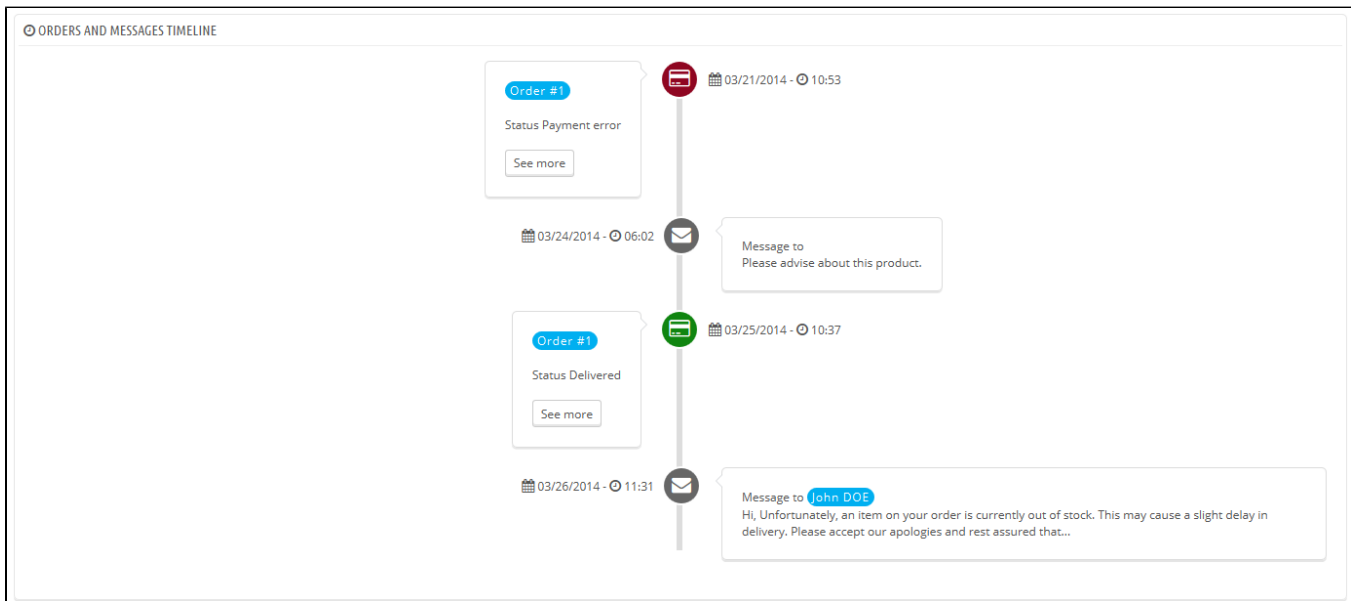 ORDERS AND MESSAGES TIMELINE
Order #1
03/21/2014 - 10:53
Status Payment error
See more
03/24/2014 - 06:02
Message to
Please advise about this product.
Order #1
03/25/2014 - 10:37
Status Delivered
See more
03/26/2014 - 11:31
Message to John DOE
Hi, Unfortunately, an item on your order is currently out of stock. This may cause a slight delay in
delivery. Please accept our apologies and rest assured that...